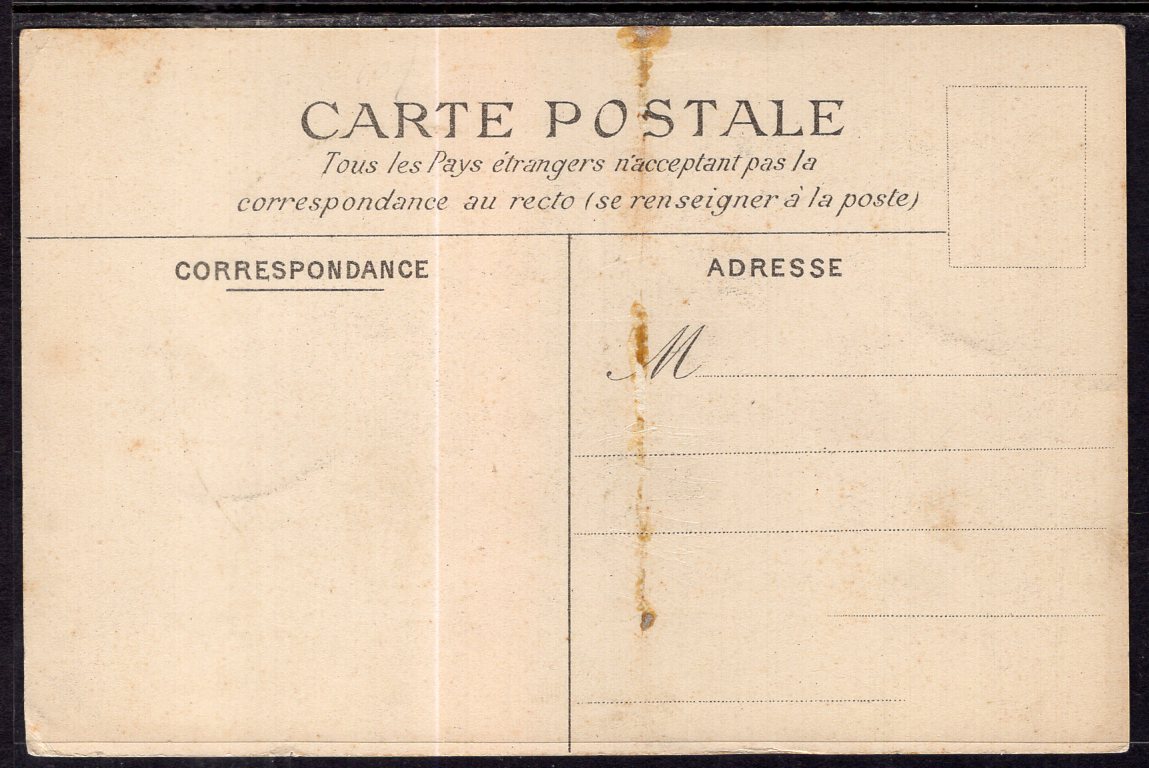 CARTE POSTALE
Tous les Pays étrangers n'acceptant pas la
correspondance au recto (se renseigner à la poste)
CORRESPONDANCE
ADRESSE
M